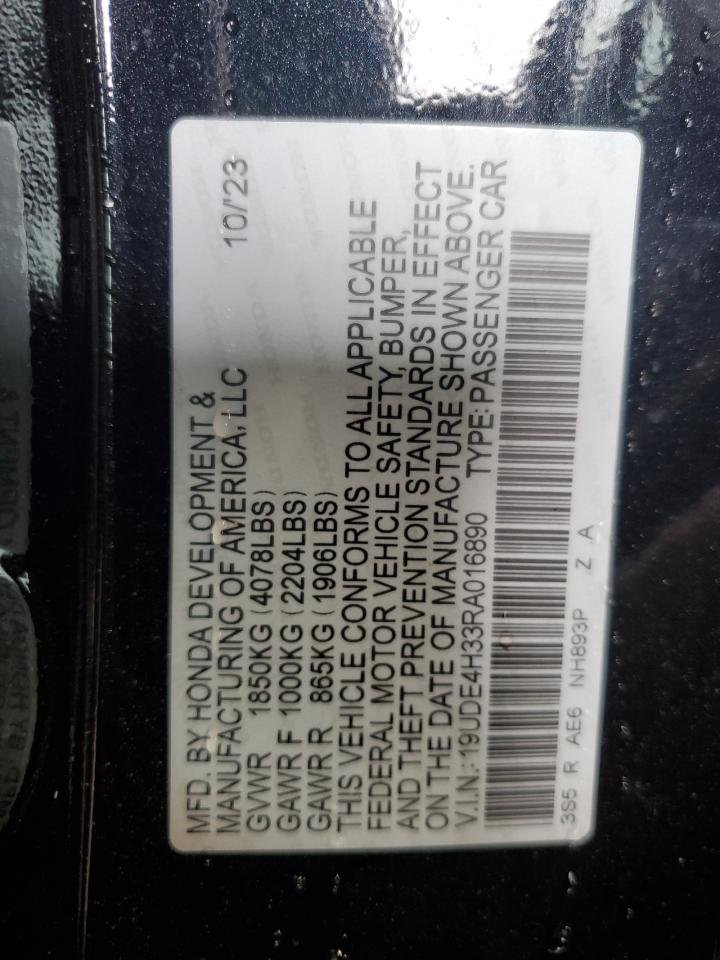 MFD. BY HONDA DEVELOPMENT &
MANUFACTURING OF AMERICA, LLC 10/'23
GVWR 1850KG (4078LBS)
GAWR F 1000KG (2204LBS)
GAWR R 865KG (1906LBS)
THIS VEHICLE CONFORMS TO ALL APPLICABLE
FEDERAL MOTOR VEHICLE SAFETY, BUMPER,
AND THEFT PREVENTION STANDARDS IN EFFECT
ON THE DATE OF MANUFACTURE SHOWN ABOVE.
V.I.N.: 19UDE4H33RA016890 TYPE: PASSENGER CAR
3S5 R AE6 NH893P Z A